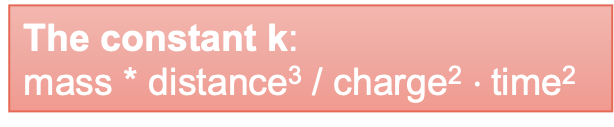 The constant k:
mass * distance³ / charge² · time²